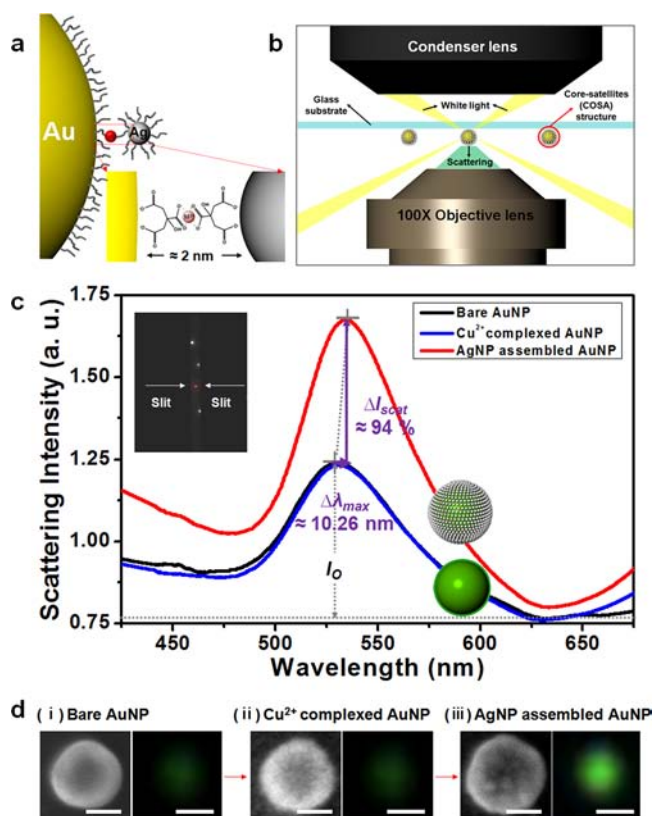 a
Au
Ag
≈ 2 nm
b
Condenser lens
Glass
substrate
White light
Core-satellites
(COSA)
structure
Scattering
100X Objective lens
c
Scattering Intensity (a. u.)
1.75
1.50
1.25
1.00
0.75
Slit
Slit
Bare AuNP
Cu²⁺ complexed AuNP
AgNP assembled AuNP
ΔIscat
≈ 94 %
Δλmax
≈ 10.26 nm
IO
450
500
550
600
650
Wavelength (nm)
d
(i) Bare AuNP
(ii) Cu²⁺ complexed AuNP
(iii) AgNP assembled AuNP